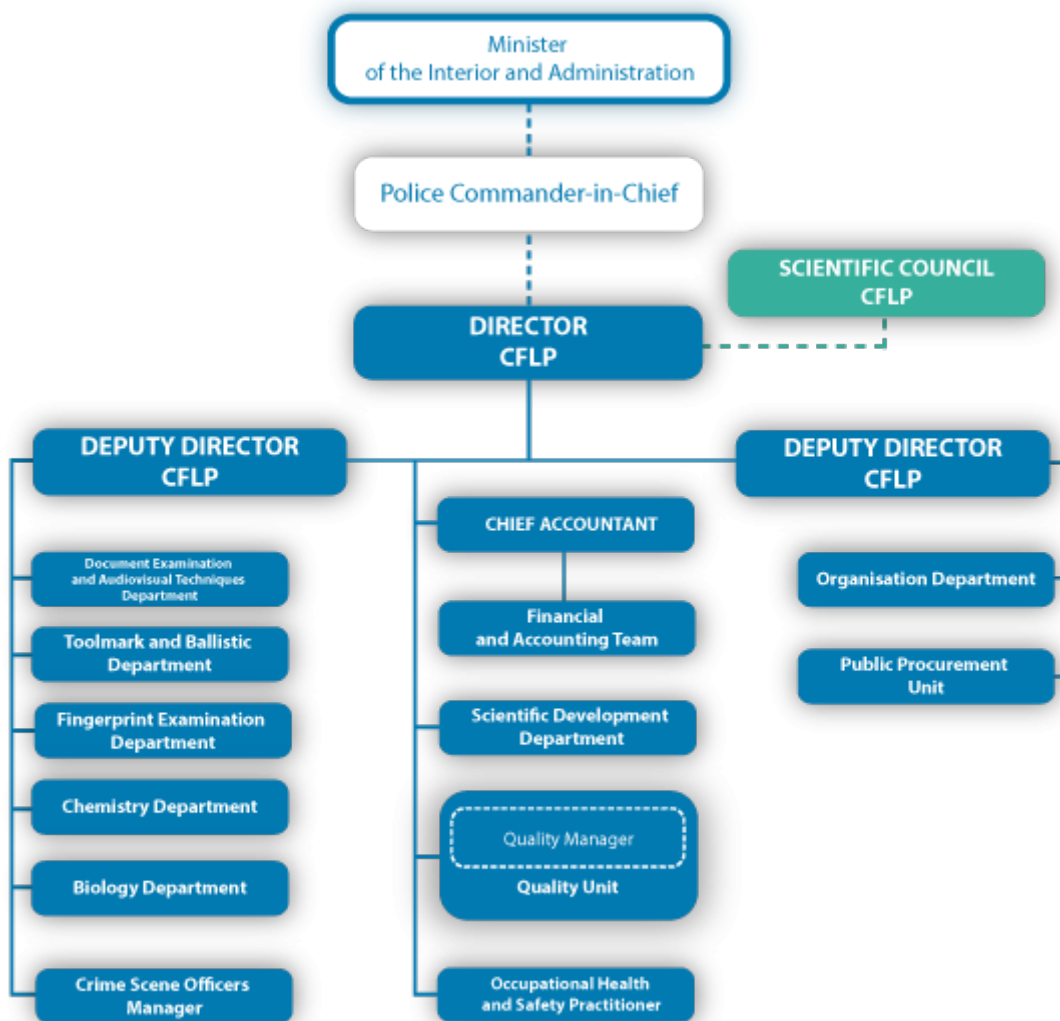 Minister
of the Interior and Administration
Police Commander-in-Chief
SCIENTIFIC COUNCIL
CFLP
DIRECTOR
CFLP
DEPUTY DIRECTOR
CFLP
DEPUTY DIRECTOR
CFLP
Document Examination
and Audiovisual Techniques
Department
Toolmark and Ballistic
Department
Fingerprint Examination
Department
Chemistry Department
Biology Department
Crime Scene Officers
Manager
CHIEF ACCOUNTANT
Financial
and Accounting Team
Scientific Development
Department
Quality Manager
Quality Unit
Occupational Health
and Safety Practitioner
Organisation Department
Public Procurement
Unit